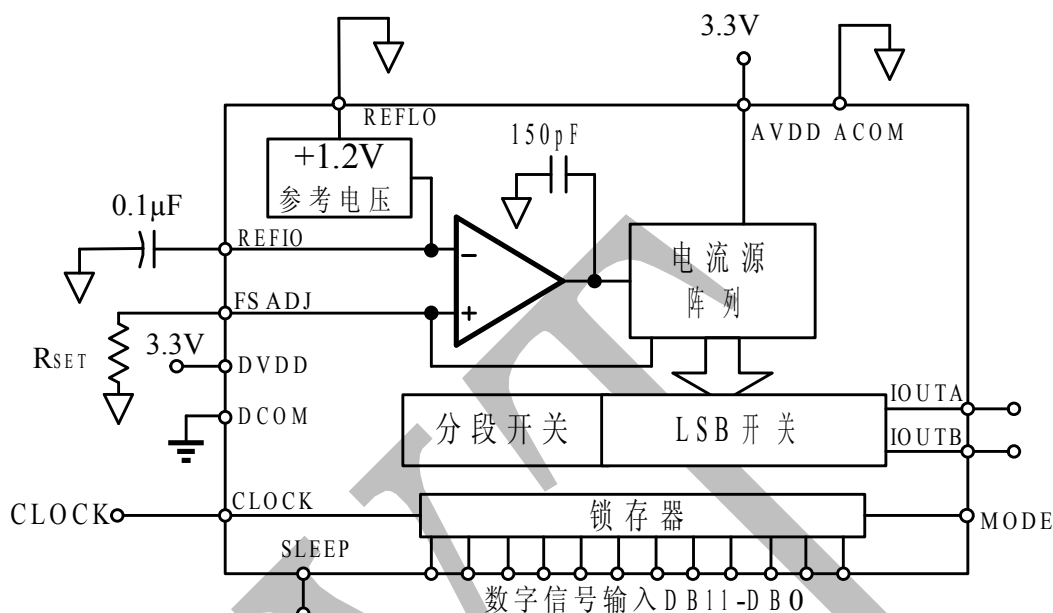 3.3V
REFLO
AVDD ACOM
150pF
+1.2V
参考电压
0.1μF
REFIO
电流源
阵列
FSADJ
RSET
3.3V
DVDD
DCOM
分段开关
LSB开关
IOUTA
IOUTB
CLOCK
CLOCK
锁存器
MODE
SLEEP
数字信号输入DB11-DB0